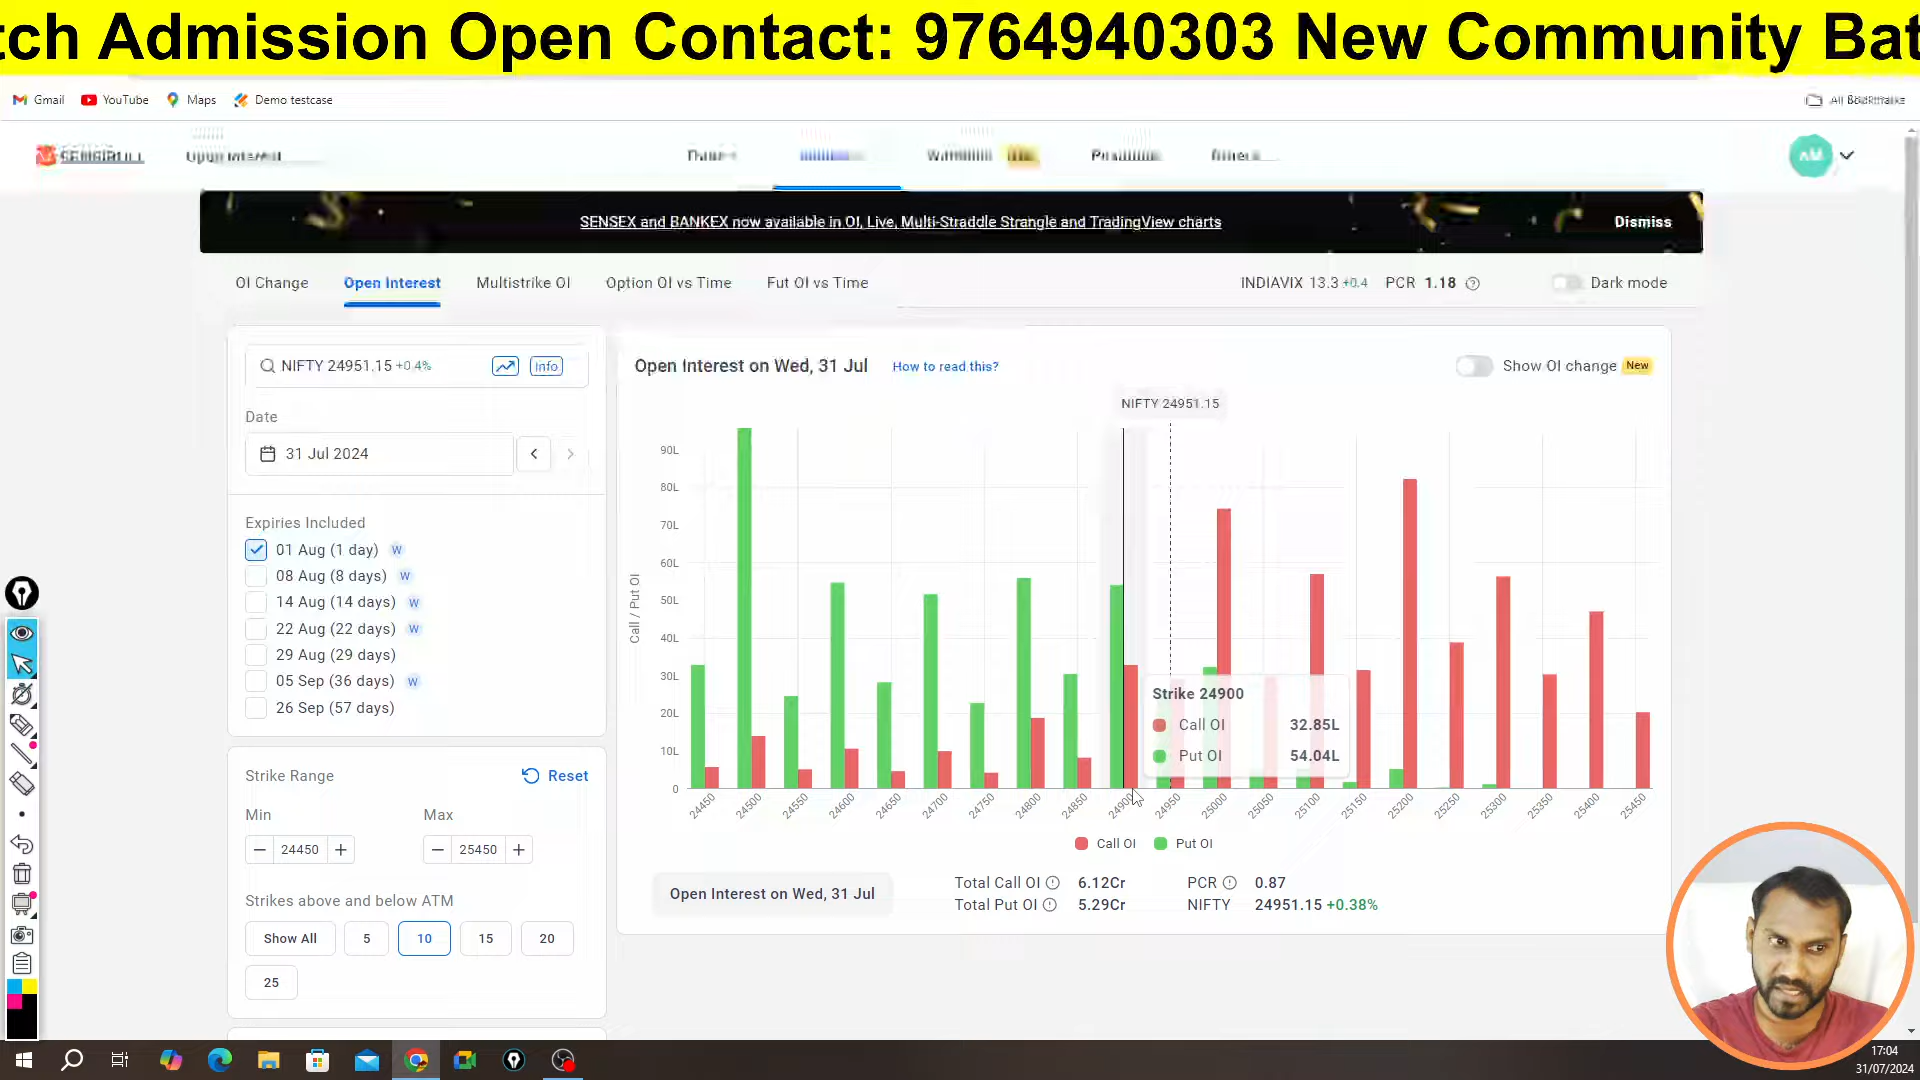 tch Admission Open Contact: 9764940303 New Community Bat
Gmail YouTube Maps Demo testcase All Bookmarks
SENSIBULL Open Interest
AM
SENSEX and BANKEX now available in OI, Live, Multi-Straddle Strangle and TradingView charts Dismiss
OI Change Open Interest Multistrike OI Option OI vs Time Fut OI vs Time INDIAVIX 13.3 +0.4 PCR 1.18 Dark mode
NIFTY 24951.15 +0.4% Info
Date
31 Jul 2024
Expiries Included
01 Aug (1 day) W
08 Aug (8 days) W
14 Aug (14 days) W
22 Aug (22 days) W
29 Aug (29 days)
05 Sep (36 days) W
26 Sep (57 days)
Strike Range Reset
Min Max
24450 25450
Strikes above and below ATM
Show All 5 10 15 20
25
Open Interest on Wed, 31 Jul How to read this? Show OI change New
NIFTY 24951.15
Call / Put OI
90L
80L
70L
60L
50L
40L
30L
20L
10L
0
Strike 24900
Call OI 32.85L
Put OI 54.04L
24450 24500 24550 24600 24650 24700 24750 24800 24850 24900 24950 25000 25050 25100 25150 25200 25250 25300 25350 25400 25450
Call OI Put OI
Open Interest on Wed, 31 Jul
Total Call OI 6.12Cr PCR 0.87
Total Put OI 5.29Cr NIFTY 24951.15 +0.38%
17:04
31/07/2024